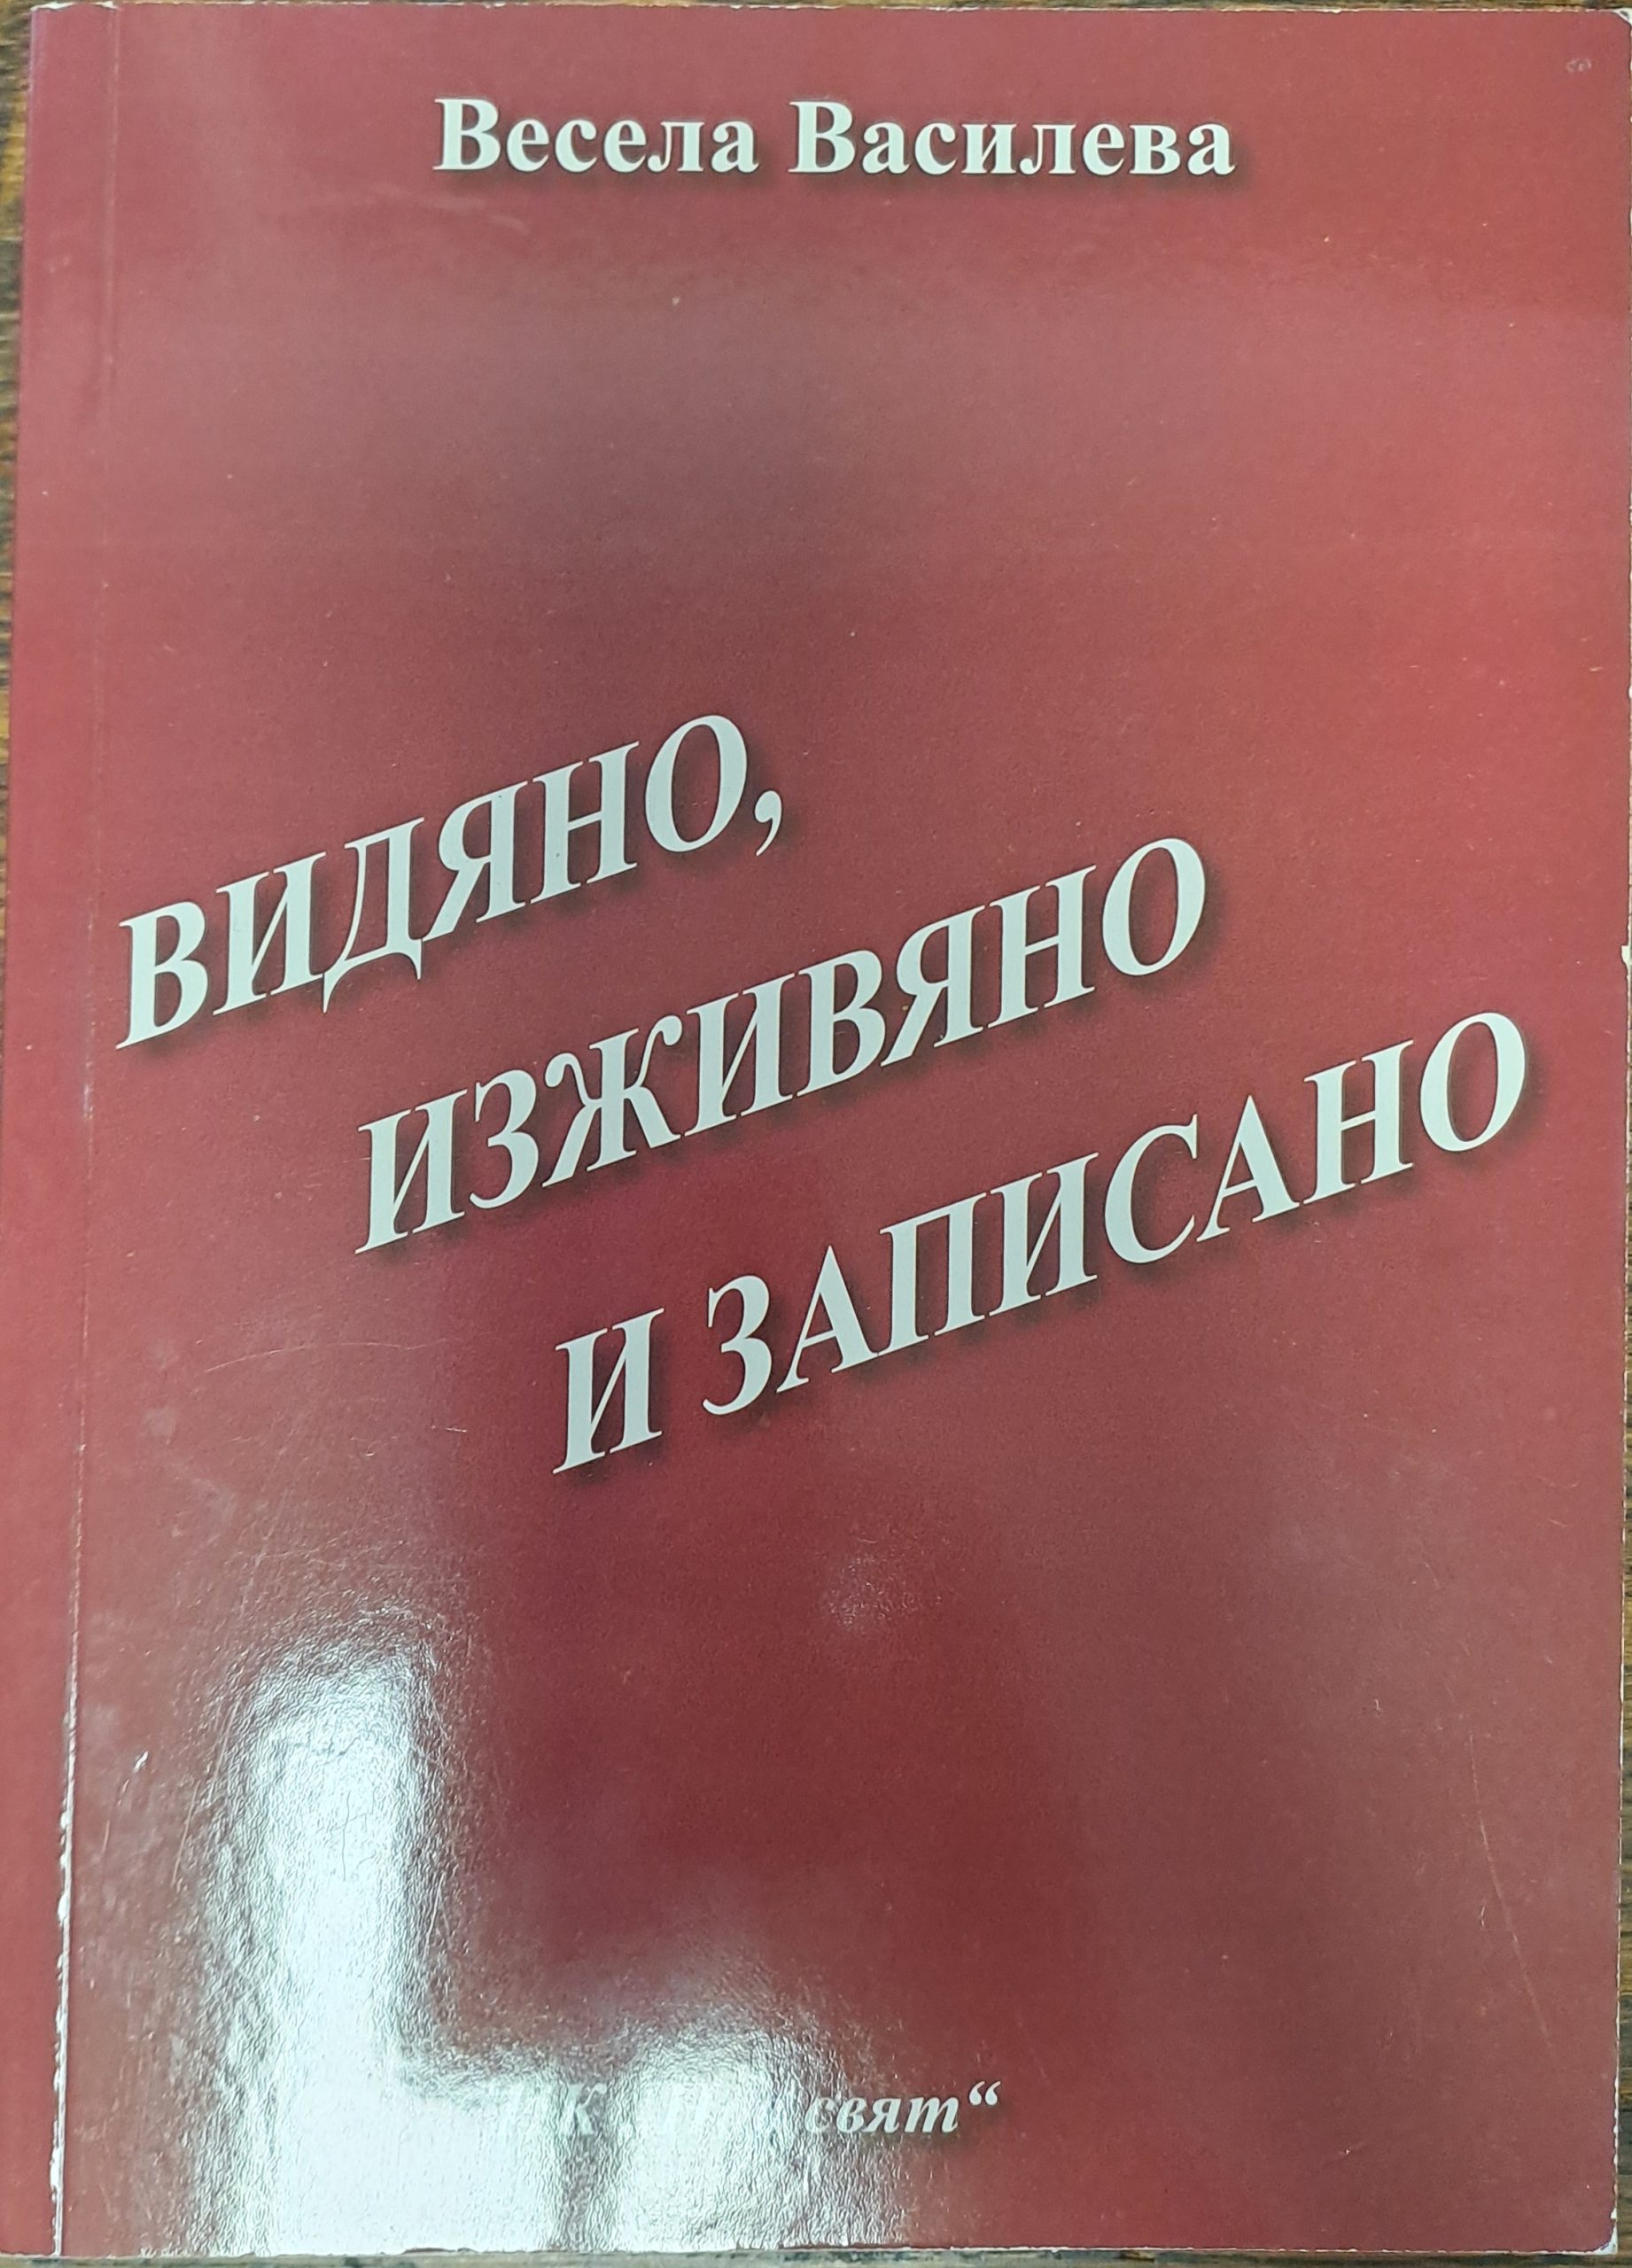 Весела Василева
ВИДЯНО,
ИЗЖИВЯНО
И ЗАПИСАНО
свят“